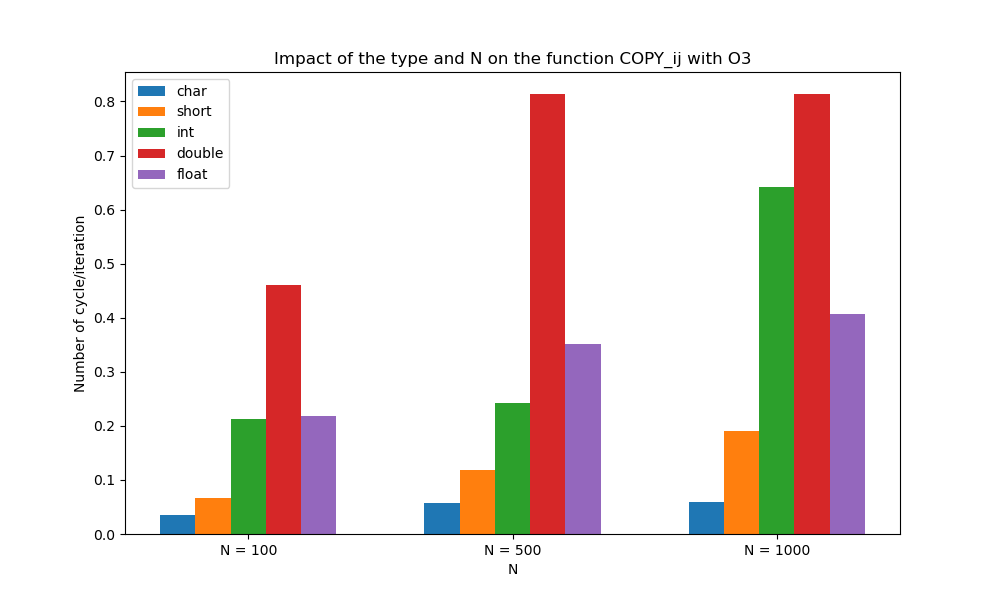 Impact of the type and N on the function COPY_ij with O3
char
short
int
double
float
Number of cycle/iteration
0.8
0.7
0.6
0.5
0.4
0.3
0.2
0.1
0.0
N = 100
N = 500
N = 1000
N